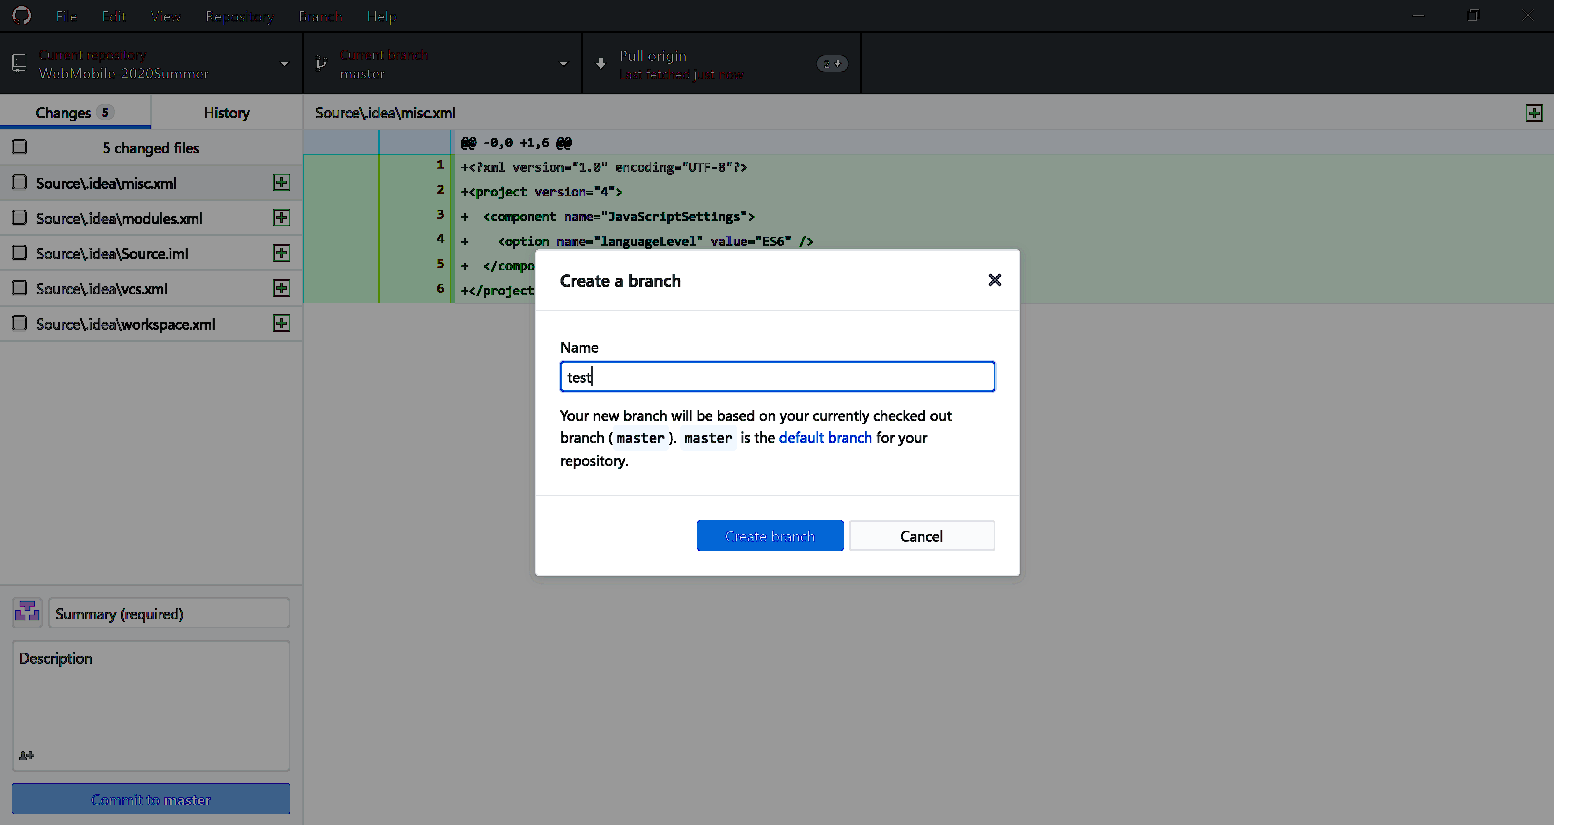 File Edit View Repository Branch Help
Current repository
WebMobile-2020Summer
Current branch
master
Pull origin
Last fetched just now
Changes 5
History
Source\.idea\misc.xml
5 changed files
Source\.idea\misc.xml
Source\.idea\modules.xml
Source\.idea\Source.iml
Source\.idea\vcs.xml
Source\.idea\workspace.xml
@@ -0,0 +1,6 @@
1 +<?xml version="1.0" encoding="UTF-8"?>
2 +<project version="4">
3 + <component name="JavaScriptSettings">
4 + <option name="languageLevel" value="ES6" />
5 + </compo
6 +</project
Create a branch
Name
test
Your new branch will be based on your currently checked out
branch (master). master is the default branch for your
repository.
Create branch
Cancel
Summary (required)
Description
Commit to master